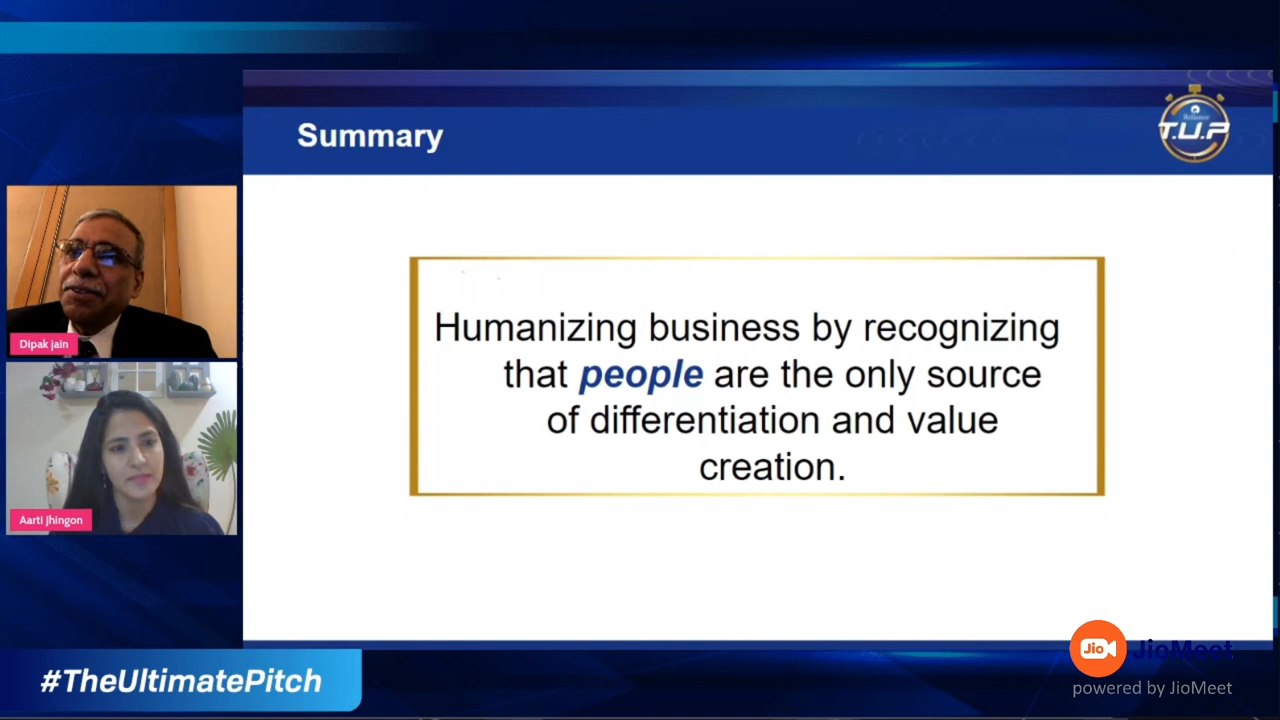 Summary
Reliance
T.U.P
Humanizing business by recognizing
that people are the only source
of differentiation and value
creation.
Dipak jain
Aarti Jhingon
#TheUltimatePitch
Jio
JioMeet
powered by JioMeet